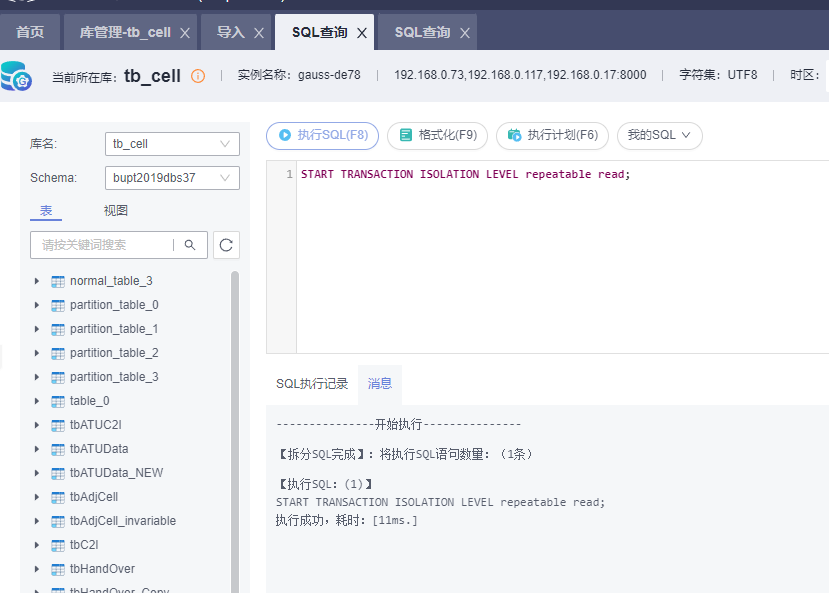 首页 库管理-tb_cell 导入 SQL查询 SQL查询
当前所在库: tb_cell 实例名称: gauss-de78 192.168.0.73,192.168.0.117,192.168.0.17:8000 字符集: UTF8 时区:
库名: tb_cell
Schema: bupt2019dbs37
表 视图
请按关键词搜索
normal_table_3
partition_table_0
partition_table_1
partition_table_2
partition_table_3
table_0
tbATUC2I
tbATUData
tbATUData_NEW
tbAdjCell
tbAdjCell_invariable
tbC2I
tbHandOver
tbHandOver_Copy
执行SQL(F8) 格式化(F9) 执行计划(F6) 我的SQL
1 START TRANSACTION ISOLATION LEVEL repeatable read;
SQL执行记录 消息
---------------开始执行---------------
【拆分SQL完成】: 将执行SQL语句数量: (1条)
【执行SQL: (1)】
START TRANSACTION ISOLATION LEVEL repeatable read;
执行成功, 耗时: [11ms.]